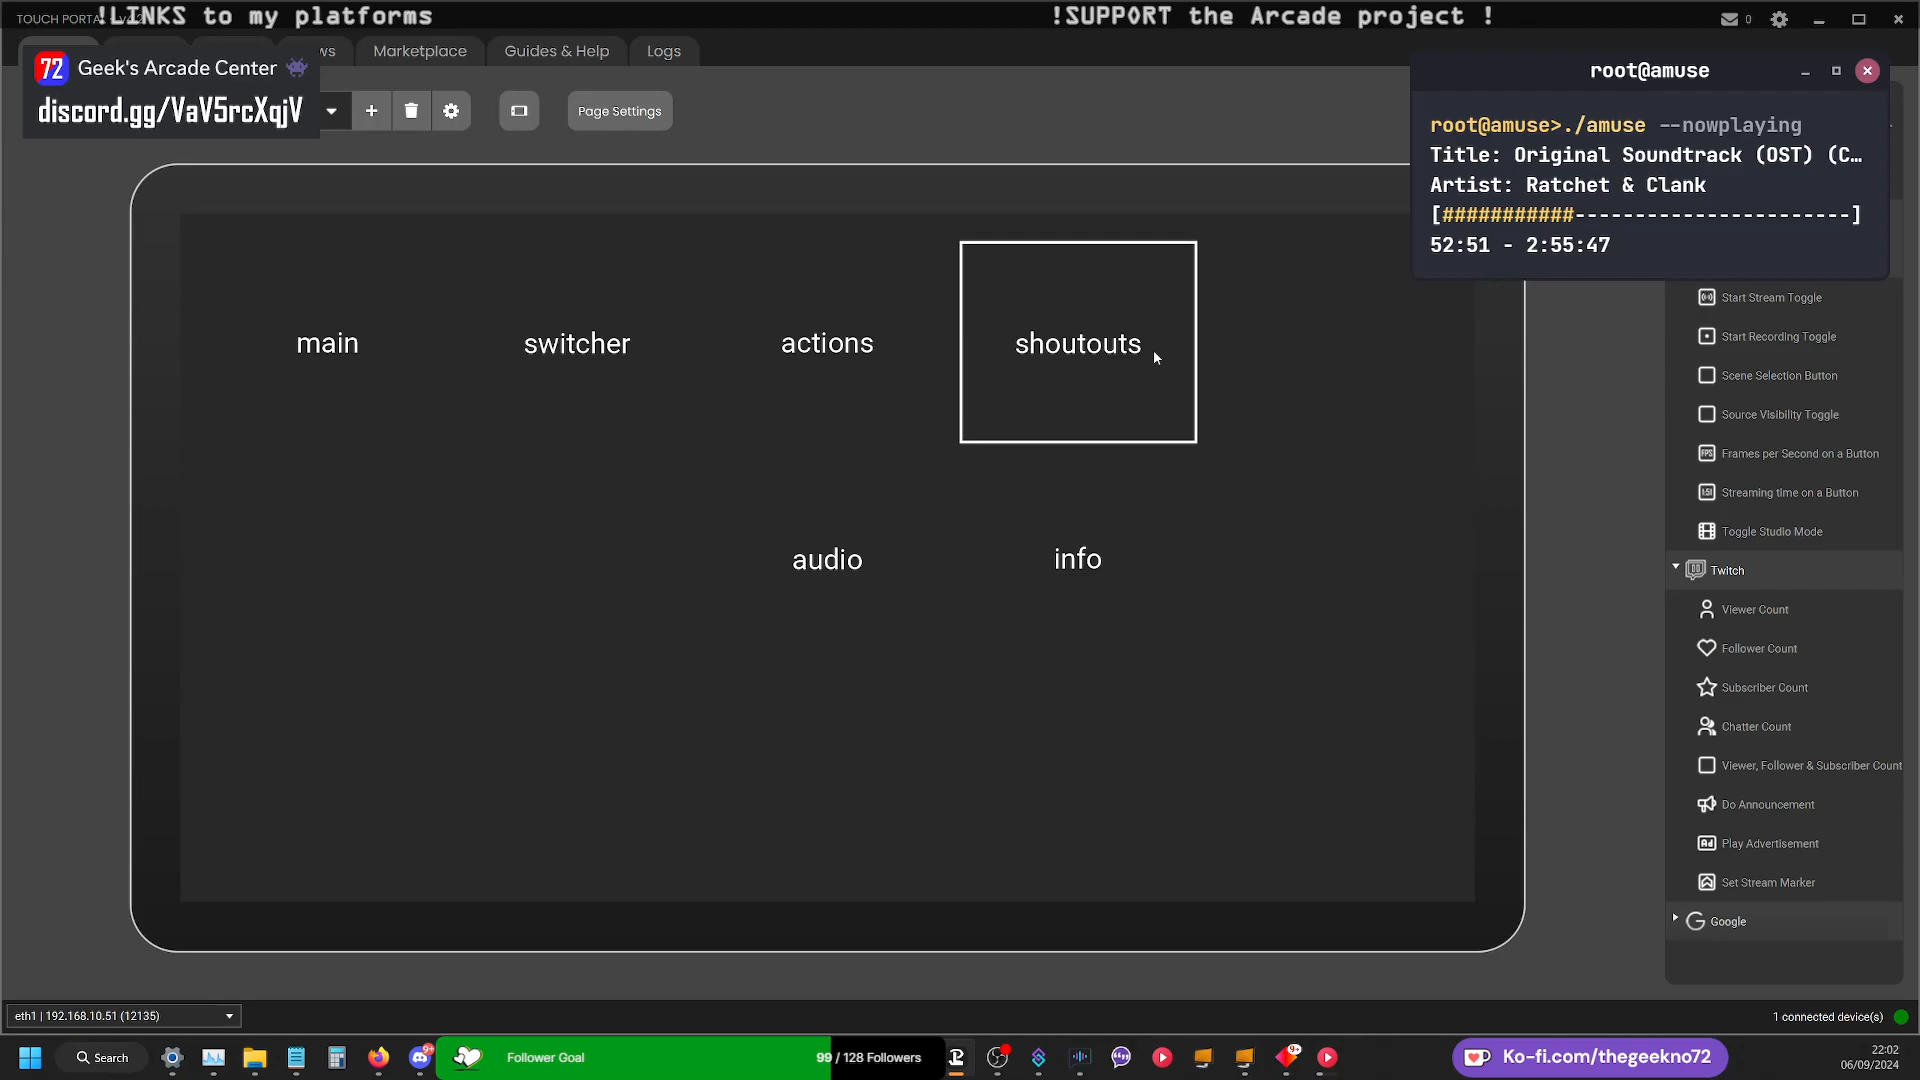 !LINKS to my platforms
!SUPPORT the Arcade project !
TOUCH PORTAL
0
ws
Marketplace
Guides & Help
Logs
72
Geek's Arcade Center
discord.gg/VaV5rcXqjV
Page Settings
root@amuse
root@amuse>./amuse --nowplaying
Title: Original Soundtrack (OST) (C…
Artist: Ratchet & Clank
[###########-----------------------]
52:51 - 2:55:47
main
switcher
actions
shoutouts
audio
info
Start Stream Toggle
Start Recording Toggle
Scene Selection Button
Source Visibility Toggle
FPS
Frames per Second on a Button
Streaming time on a Button
Toggle Studio Mode
Twitch
Viewer Count
Follower Count
Subscriber Count
Chatter Count
Viewer, Follower & Subscriber Count
Do Announcement
Ad
Play Advertisement
Set Stream Marker
Google
eth1 | 192.168.10.51 (12135)
1 connected device(s)
Search
9+
Follower Goal
99 / 128 Followers
9+
Ko-fi.com/thegeekno72
22:02
06/09/2024